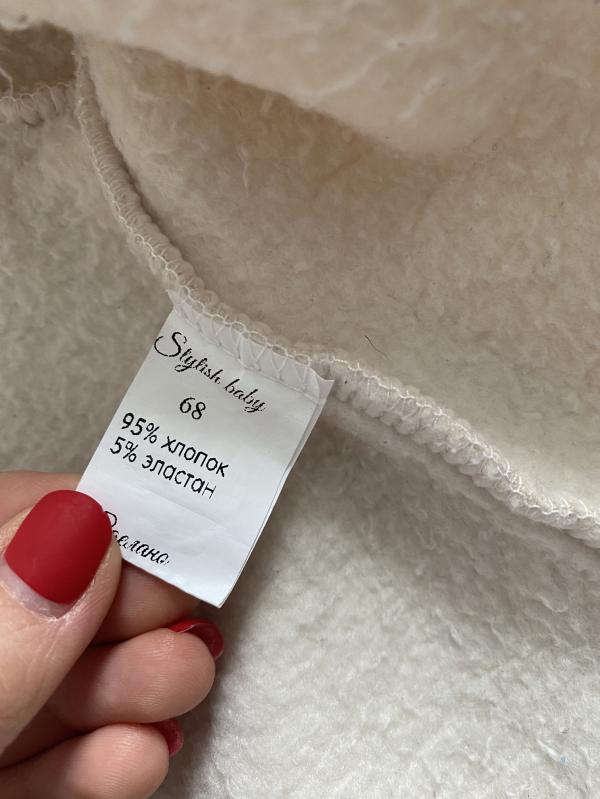 Stylish baby
68
95% хлопок
5% эластан